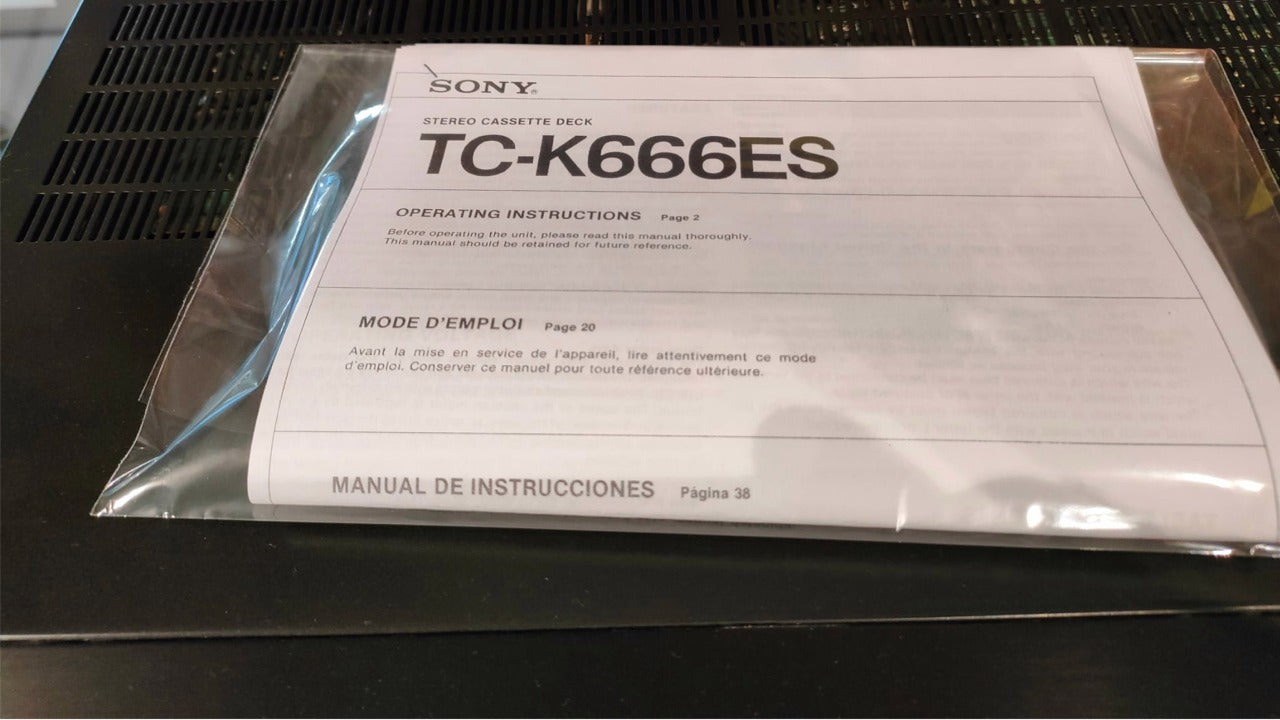 SONY®
STEREO CASSETTE DECK
TC-K666ES
OPERATING INSTRUCTIONS Page 2
Before operating the unit, please read this manual thoroughly.
This manual should be retained for future reference.
MODE D'EMPLOI Page 20
Avant la mise en service de l'appareil, lire attentivement ce mode
d'emploi. Conserver ce manuel pour toute référence ultérieure.
MANUAL DE INSTRUCCIONES Página 38